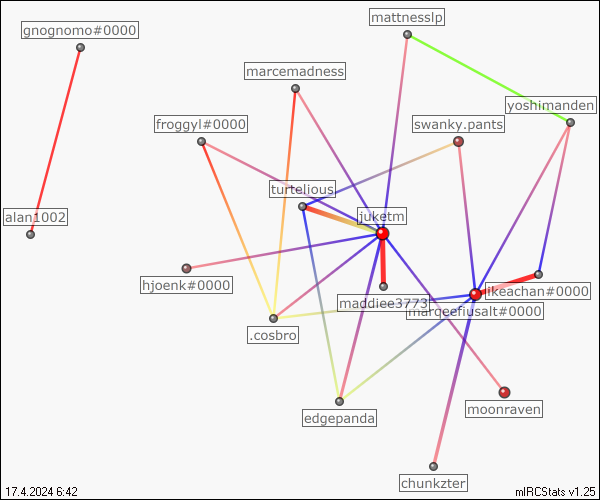 mattnesslp
gnognomo#0000
marcemadness
yoshimanden
froggyl#0000
swanky.pants
turtelious
alan1002
juketm
hjoenk#0000
ikeachan#0000
maddiee3773
marqeefiusalt#0000
.cosbro
moonraven
edgepanda
chunkzter
17.4.2024 6:42
mIRCStats v1.25